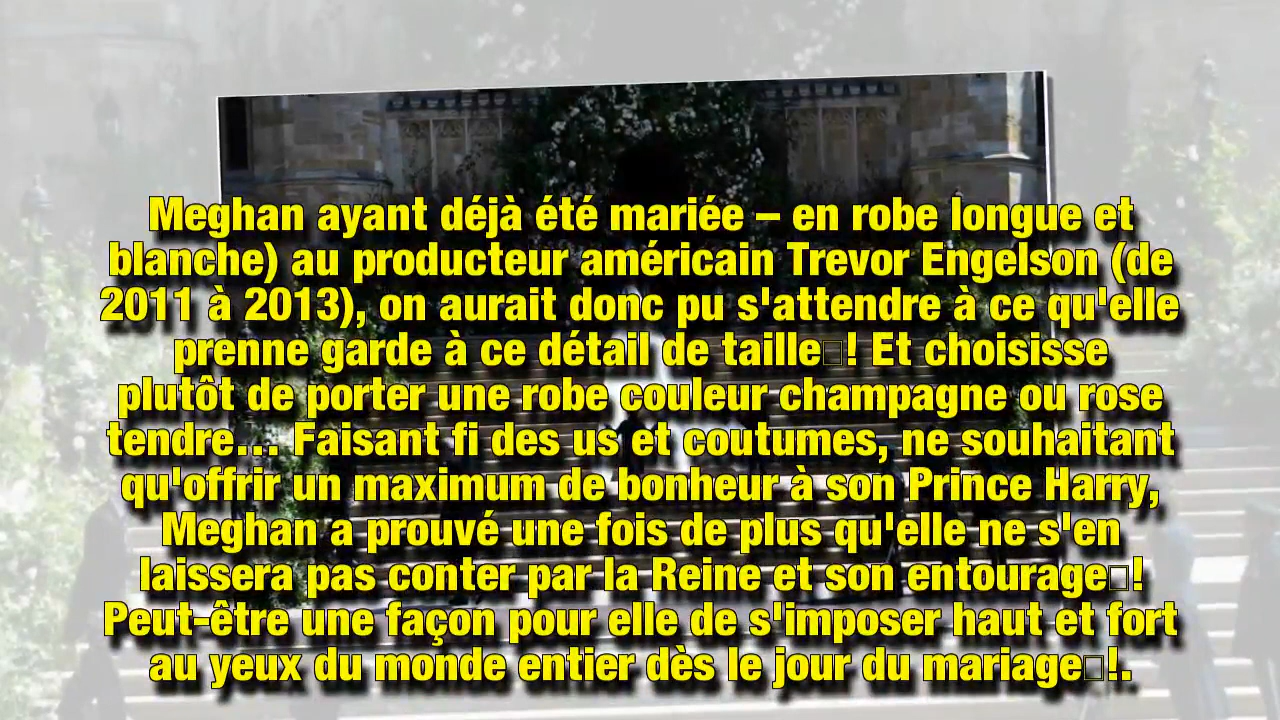 Meghan ayant déjà été mariée – en robe longue et
blanche) au producteur américain Trevor Engelson (de
2011 à 2013), on aurait donc pu s'attendre à ce qu'elle
prenne garde à ce détail de taille□! Et choisisse
plutôt de porter une robe couleur champagne ou rose
tendre… Faisant fi des us et coutumes, ne souhaitant
qu'offrir un maximum de bonheur à son Prince Harry,
Meghan a prouvé une fois de plus qu'elle ne s'en
laissera pas conter par la Reine et son entourage□!
Peut-être une façon pour elle de s'imposer haut et fort
au yeux du monde entier dès le jour du mariage□!.